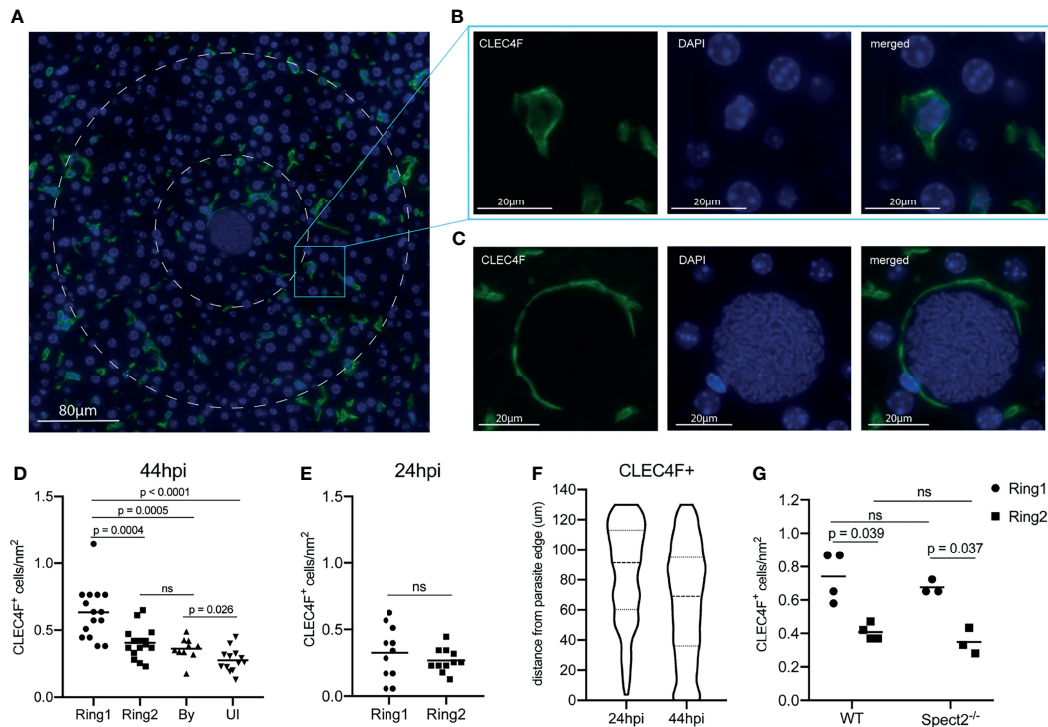 A
80µm
B
CLEC4F
DAPI
merged
20µm
20µm
20µm
C
CLEC4F
DAPI
merged
20µm
20µm
20µm
D
44hpi
CLEC4F+ cells/nm2
p < 0.0001
p = 0.0005
p = 0.0004
ns
p = 0.026
1.5
1.0
0.5
0.0
Ring1 Ring2 By UI
E
24hpi
CLEC4F+ cells/nm2
ns
1.5
1.0
0.5
0.0
Ring1 Ring2
F
CLEC4F+
distance from parasite edge (um)
140
120
100
80
60
40
20
0
24hpi 44hpi
G
CLEC4F+ cells/nm2
ns
ns
p = 0.039
p = 0.037
1.2
1.0
0.8
0.6
0.4
0.2
0.0
WT Spect2-/-
Ring1
Ring2